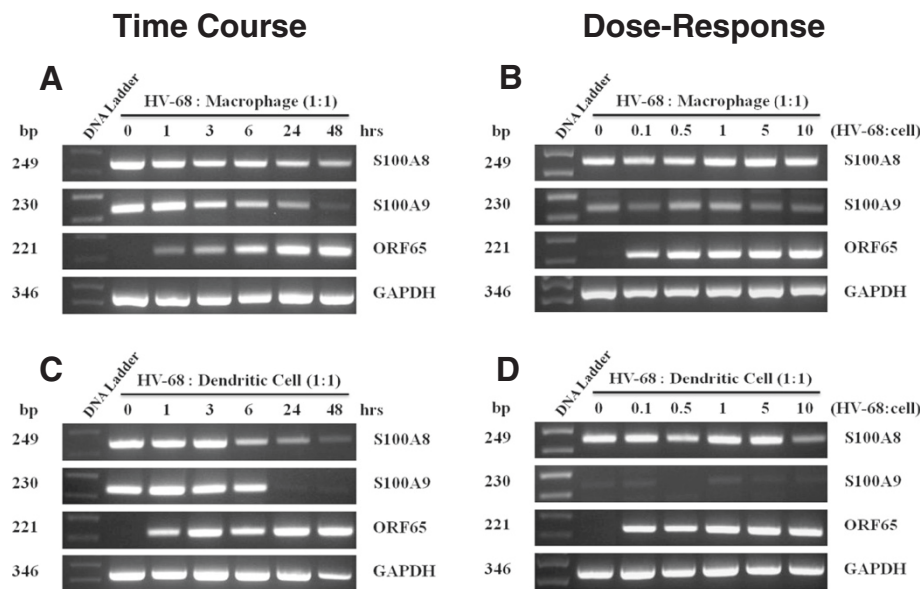 Time Course
Dose-Response
A
DNA Ladder
HV-68 : Macrophage (1:1)
bp 0 1 3 6 24 48 hrs
249 S100A8
230 S100A9
221 ORF65
346 GAPDH
B
DNA Ladder
HV-68 : Macrophage (1:1)
bp 0 0.1 0.5 1 5 10 (HV-68:cell)
249 S100A8
230 S100A9
221 ORF65
346 GAPDH
C
DNA Ladder
HV-68 : Dendritic Cell (1:1)
bp 0 1 3 6 24 48 hrs
249 S100A8
230 S100A9
221 ORF65
346 GAPDH
D
DNA Ladder
HV-68 : Dendritic Cell (1:1)
bp 0 0.1 0.5 1 5 10 (HV-68:cell)
249 S100A8
230 S100A9
221 ORF65
346 GAPDH